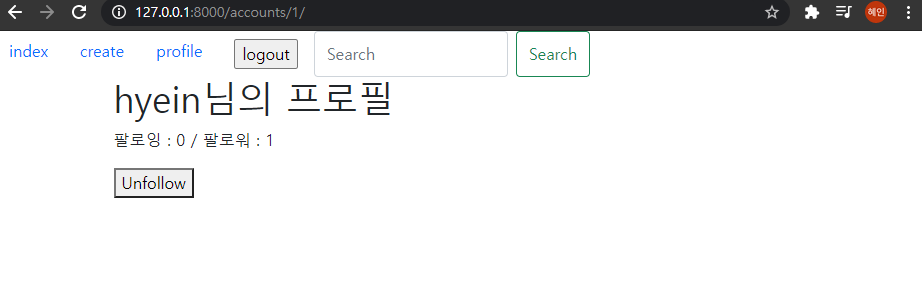 127.0.0.1:8000/accounts/1/
혜인
index create profile logout Search Search
hyein님의 프로필
팔로잉 : 0 / 팔로워 : 1
Unfollow